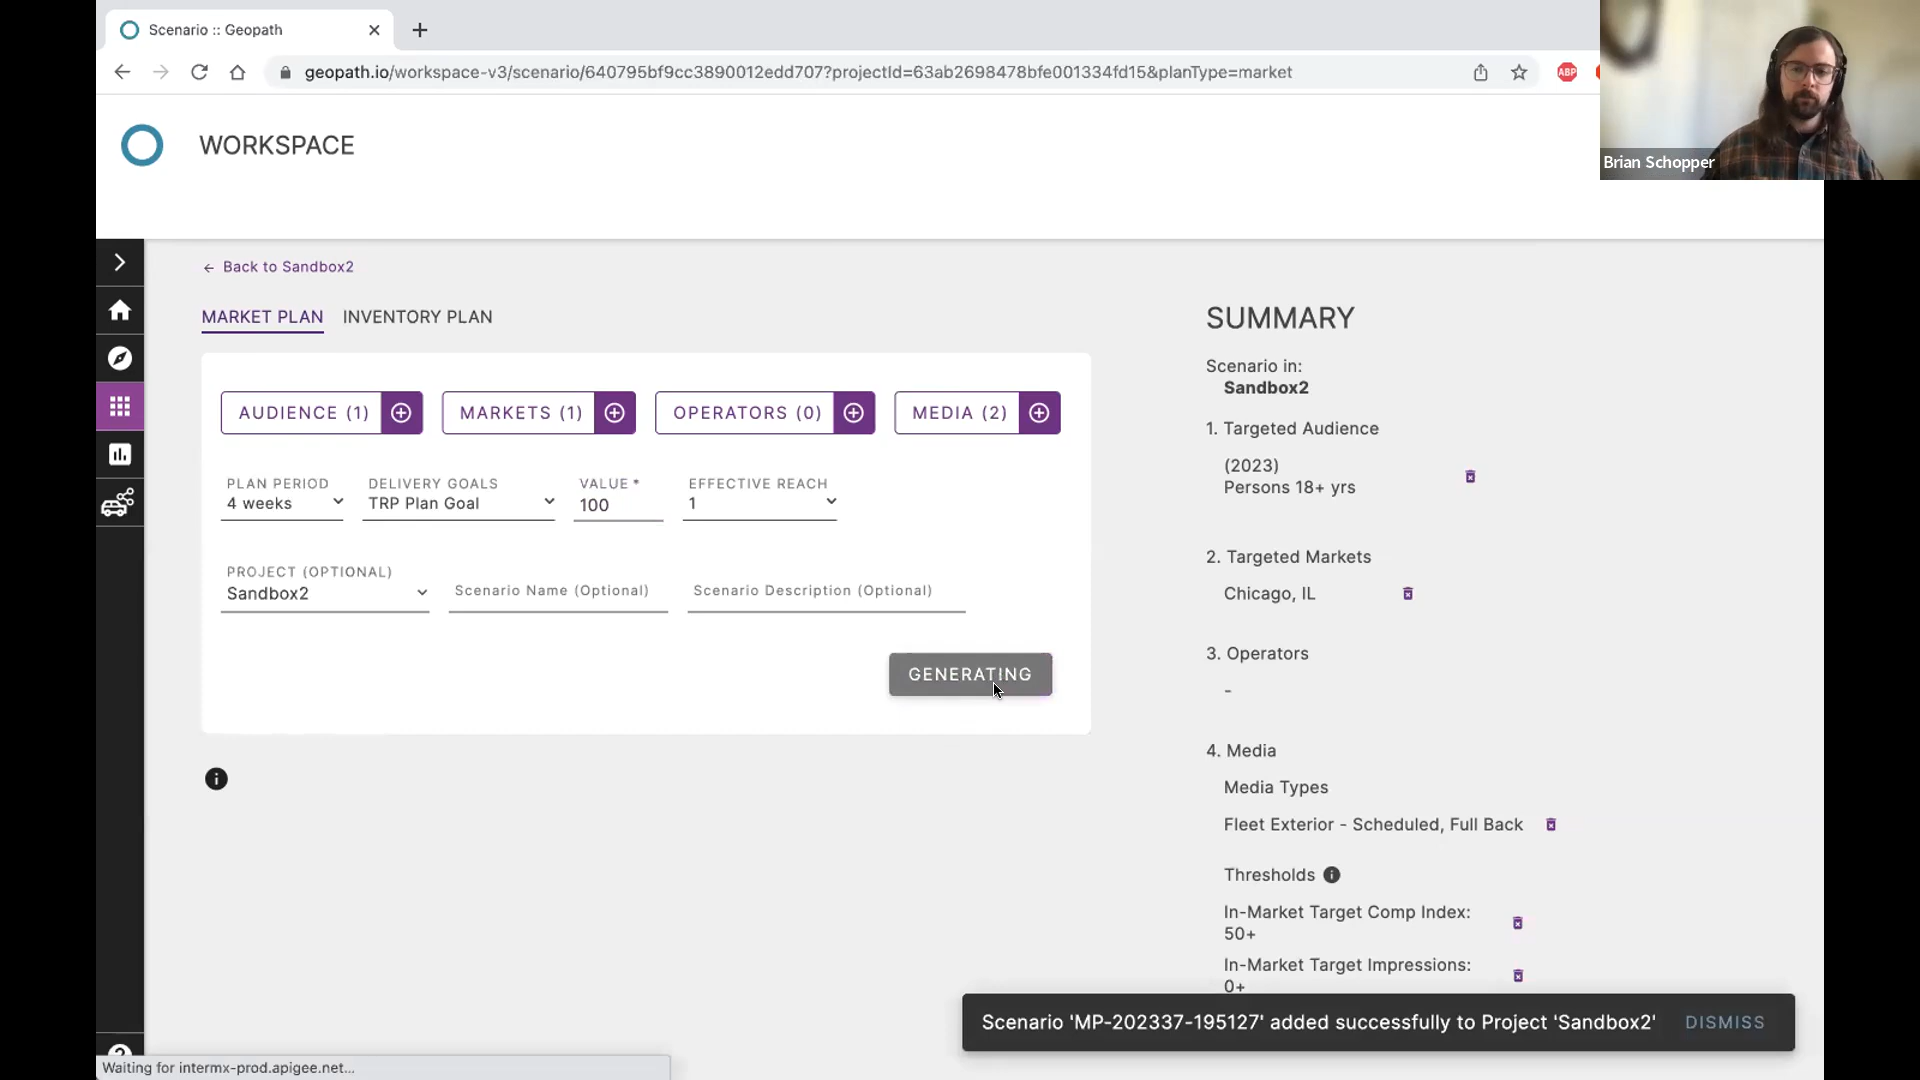 Scenario :: Geopath
geopath.io/workspace-v3/scenario/640795bf9cc3890012edd707?projectId=63ab2698478bfe001334fd15&planType=market
ABP
Brian Schopper
WORKSPACE
← Back to Sandbox2
MARKET PLAN
INVENTORY PLAN
AUDIENCE (1)
MARKETS (1)
OPERATORS (0)
MEDIA (2)
PLAN PERIOD
4 weeks
DELIVERY GOALS
TRP Plan Goal
VALUE *
100
EFFECTIVE REACH
1
PROJECT (OPTIONAL)
Sandbox2
Scenario Name (Optional)
Scenario Description (Optional)
GENERATING
SUMMARY
Scenario in:
Sandbox2
1. Targeted Audience
(2023)
Persons 18+ yrs
2. Targeted Markets
Chicago, IL
3. Operators
-
4. Media
Media Types
Fleet Exterior - Scheduled, Full Back
Thresholds
In-Market Target Comp Index:
50+
In-Market Target Impressions:
0+
Scenario 'MP-202337-195127' added successfully to Project 'Sandbox2'
DISMISS
Waiting for intermx-prod.apigee.net...